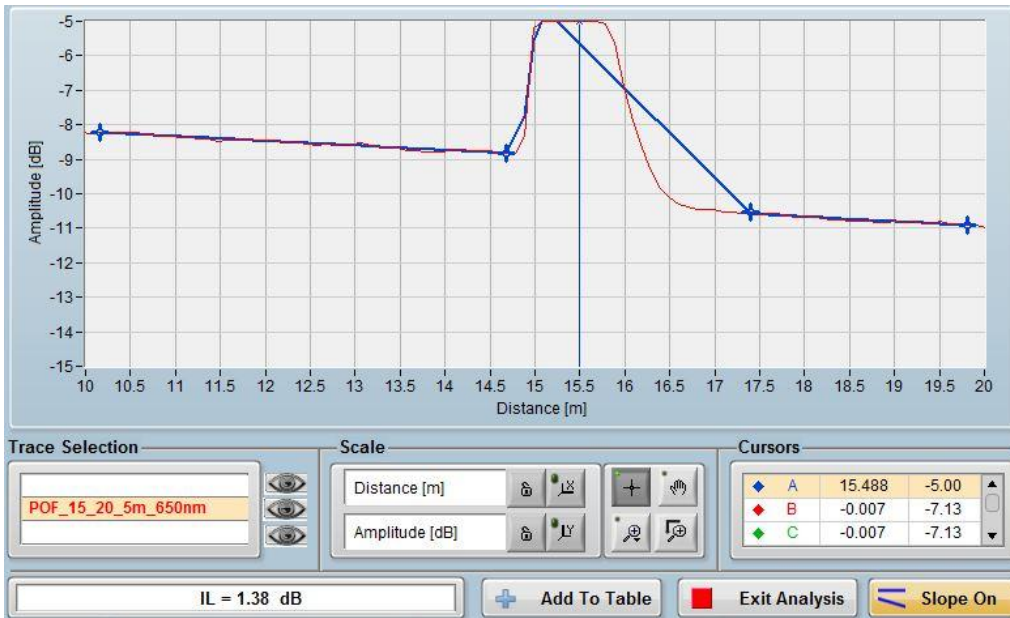 -5
-6
-7
-8
-9
-10
-11
-12
-13
-14
-15
Amplitude [dB]
10 10.5 11 11.5 12 12.5 13 13.5 14 14.5 15 15.5 16 16.5 17 17.5 18 18.5 19 19.5 20
Distance [m]
Trace Selection
POF_15_20_5m_650nm
Scale
Distance [m]
X
Amplitude [dB]
Y
Cursors
A 15.488 -5.00
B -0.007 -7.13
C -0.007 -7.13
IL = 1.38 dB
Add To Table
Exit Analysis
Slope On